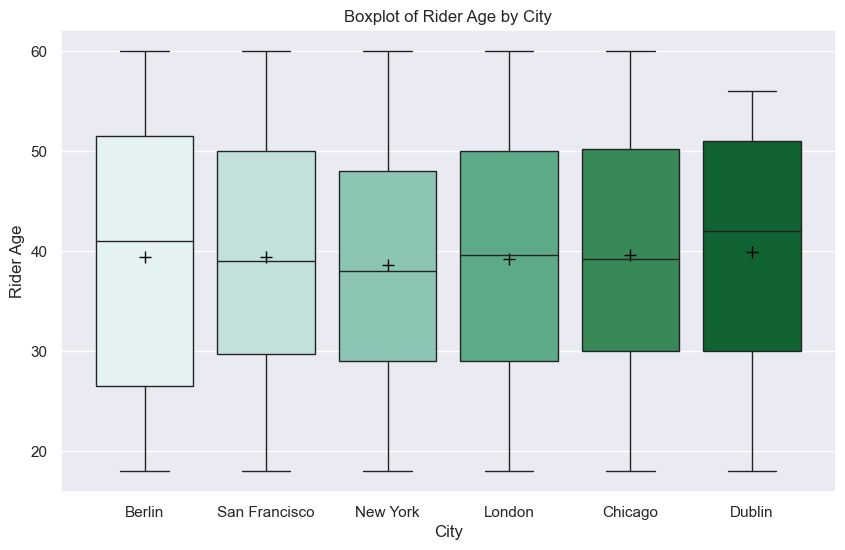 Boxplot of Rider Age by City
Rider Age
60
50
40
30
20
Berlin San Francisco New York London Chicago Dublin
City